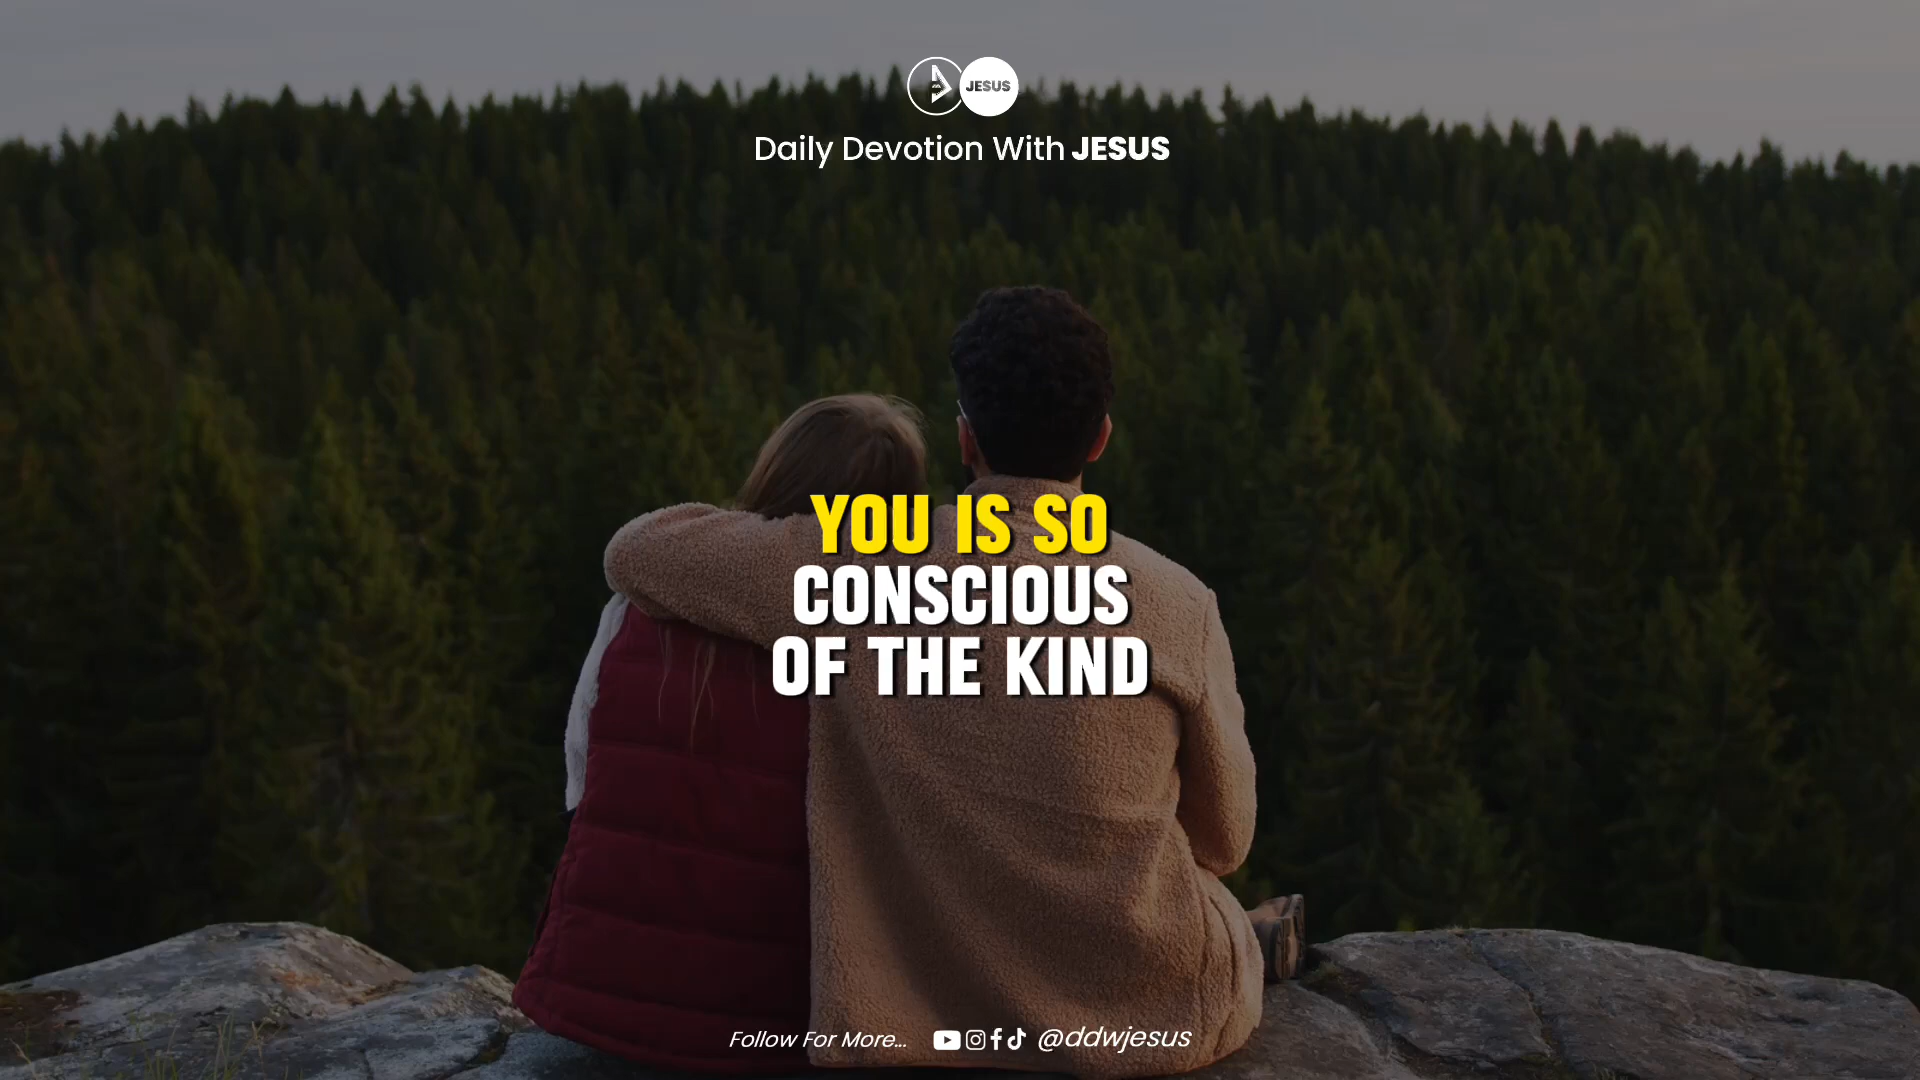 JESUS
Daily Devotion With JESUS
YOU IS SO
CONSCIOUS
OF THE KIND
Follow For More... @ddwjesus